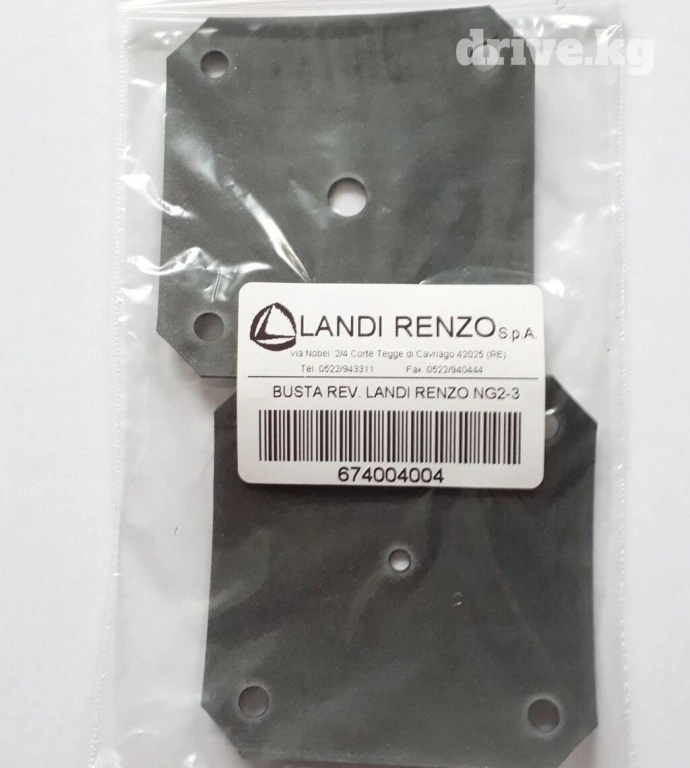 drive.kg
LANDI RENZO S.p.A.
via Nobel 2/4 Corte Tegge di Cavriago 42025 (RE)
Tel. 0522/943311 Fax. 0522/940444
BUSTA REV. LANDI RENZO NG2-3
674004004